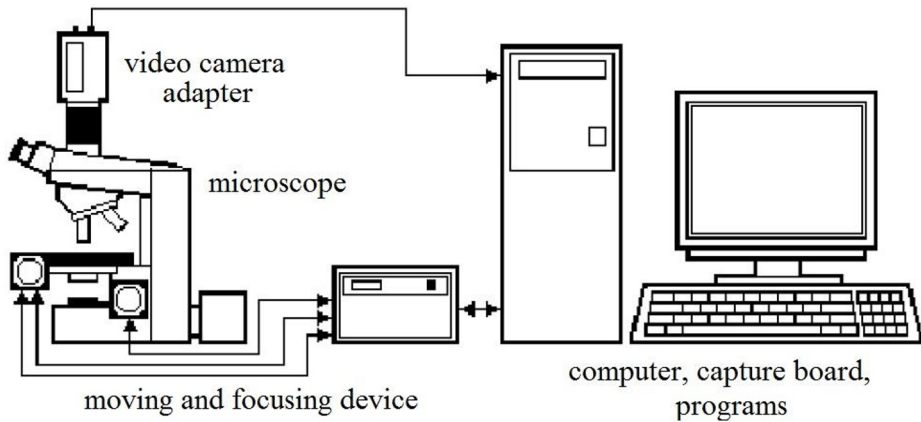 video camera
adapter
microscope
moving and focusing device
computer, capture board,
programs